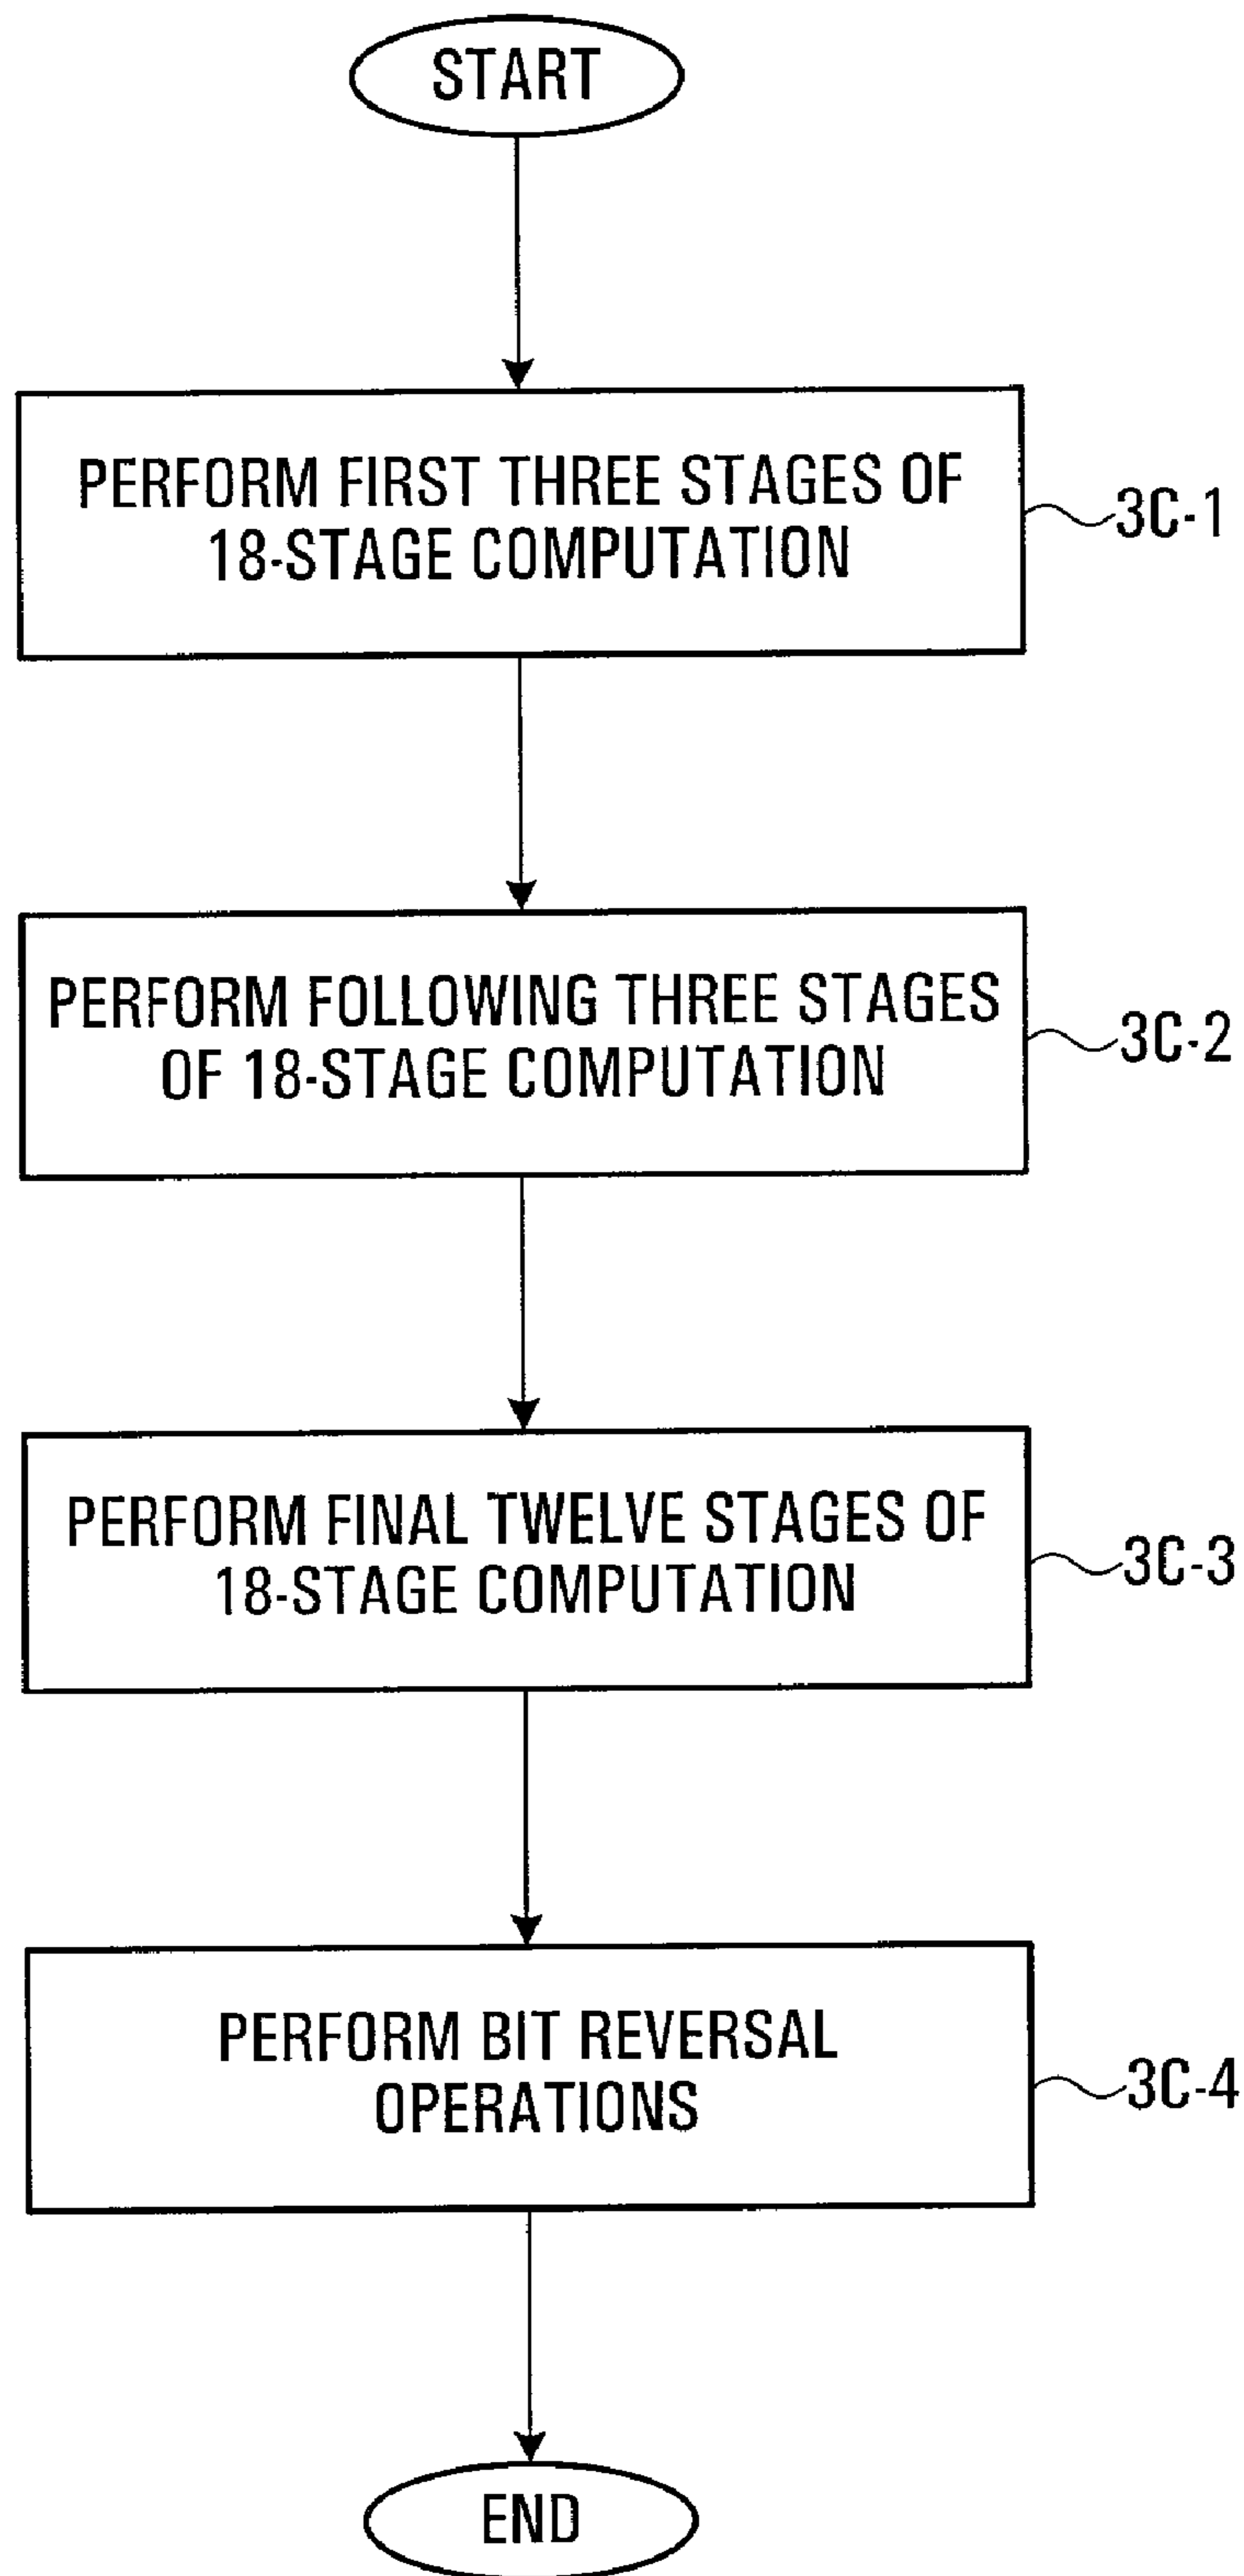 START
PERFORM FIRST THREE STAGES OF
18-STAGE COMPUTATION
3C-1
PERFORM FOLLOWING THREE STAGES
OF 18-STAGE COMPUTATION
3C-2
PERFORM FINAL TWELVE STAGES OF
18-STAGE COMPUTATION
3C-3
PERFORM BIT REVERSAL
OPERATIONS
3C-4
END